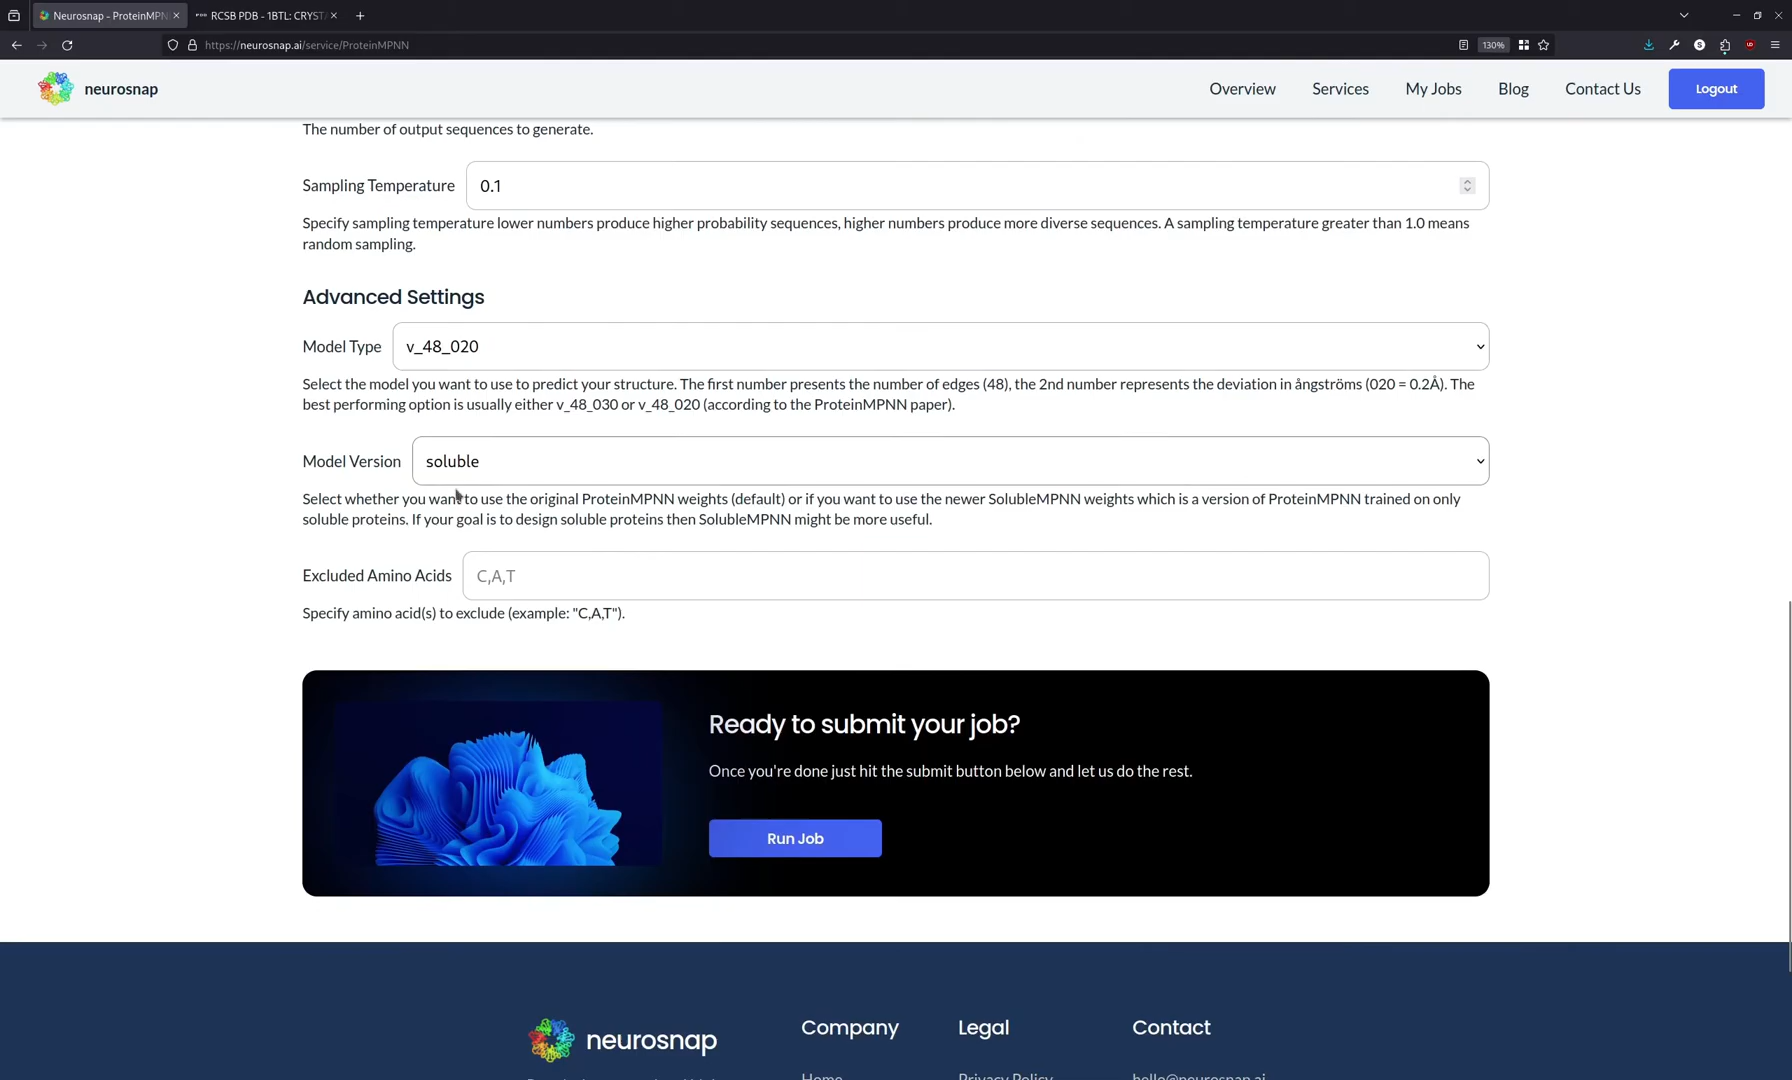 Neurosnap - ProteinMPN
RCSB PDB - 1BTL: CRYST
https://neurosnap.ai/service/ProteinMPNN
130%
neurosnap
Overview
Services
My Jobs
Blog
Contact Us
Logout
The number of output sequences to generate.
Sampling Temperature
0.1
Specify sampling temperature lower numbers produce higher probability sequences, higher numbers produce more diverse sequences. A sampling temperature greater than 1.0 means
random sampling.
Advanced Settings
Model Type
v_48_020
Select the model you want to use to predict your structure. The first number presents the number of edges (48), the 2nd number represents the deviation in ångströms (020 = 0.2Å). The
best performing option is usually either v_48_030 or v_48_020 (according to the ProteinMPNN paper).
Model Version
soluble
Select whether you want to use the original ProteinMPNN weights (default) or if you want to use the newer SolubleMPNN weights which is a version of ProteinMPNN trained on only
soluble proteins. If your goal is to design soluble proteins then SolubleMPNN might be more useful.
Excluded Amino Acids
C,A,T
Specify amino acid(s) to exclude (example: "C,A,T").
Ready to submit your job?
Once you're done just hit the submit button below and let us do the rest.
Run Job
neurosnap
Company
Legal
Contact
Home
Privacy Policy
hello@neurosnap.ai